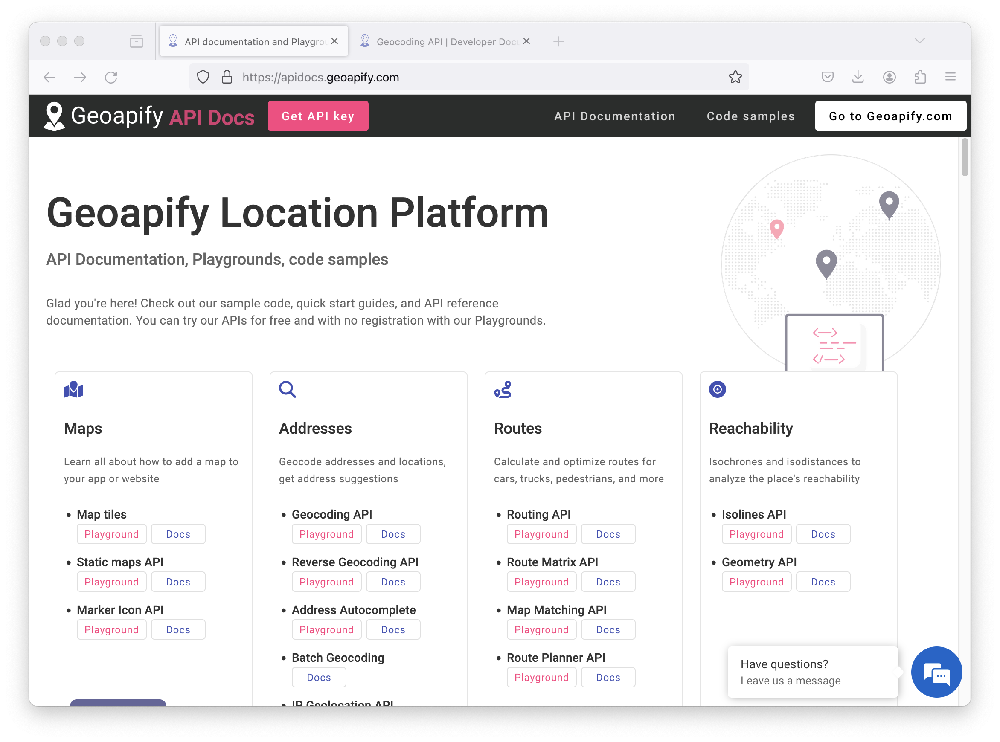 API documentation and Playgrou
Geocoding API | Developer Docu
https://apidocs.geoapify.com
Geoapify API Docs
Get API key
API Documentation
Code samples
Go to Geoapify.com
Geoapify Location Platform
API Documentation, Playgrounds, code samples
Glad you're here! Check out our sample code, quick start guides, and API reference
documentation. You can try our APIs for free and with no registration with our Playgrounds.
Maps
Learn all about how to add a map to
your app or website
Map tiles
Playground Docs
Static maps API
Playground Docs
Marker Icon API
Playground Docs
Addresses
Geocode addresses and locations,
get address suggestions
Geocoding API
Playground Docs
Reverse Geocoding API
Playground Docs
Address Autocomplete
Playground Docs
Batch Geocoding
Docs
IP Geolocation API
Routes
Calculate and optimize routes for
cars, trucks, pedestrians, and more
Routing API
Playground Docs
Route Matrix API
Playground Docs
Map Matching API
Playground Docs
Route Planner API
Playground Docs
Reachability
Isochrones and isodistances to
analyze the place's reachability
Isolines API
Playground Docs
Geometry API
Playground Docs
Have questions?
Leave us a message